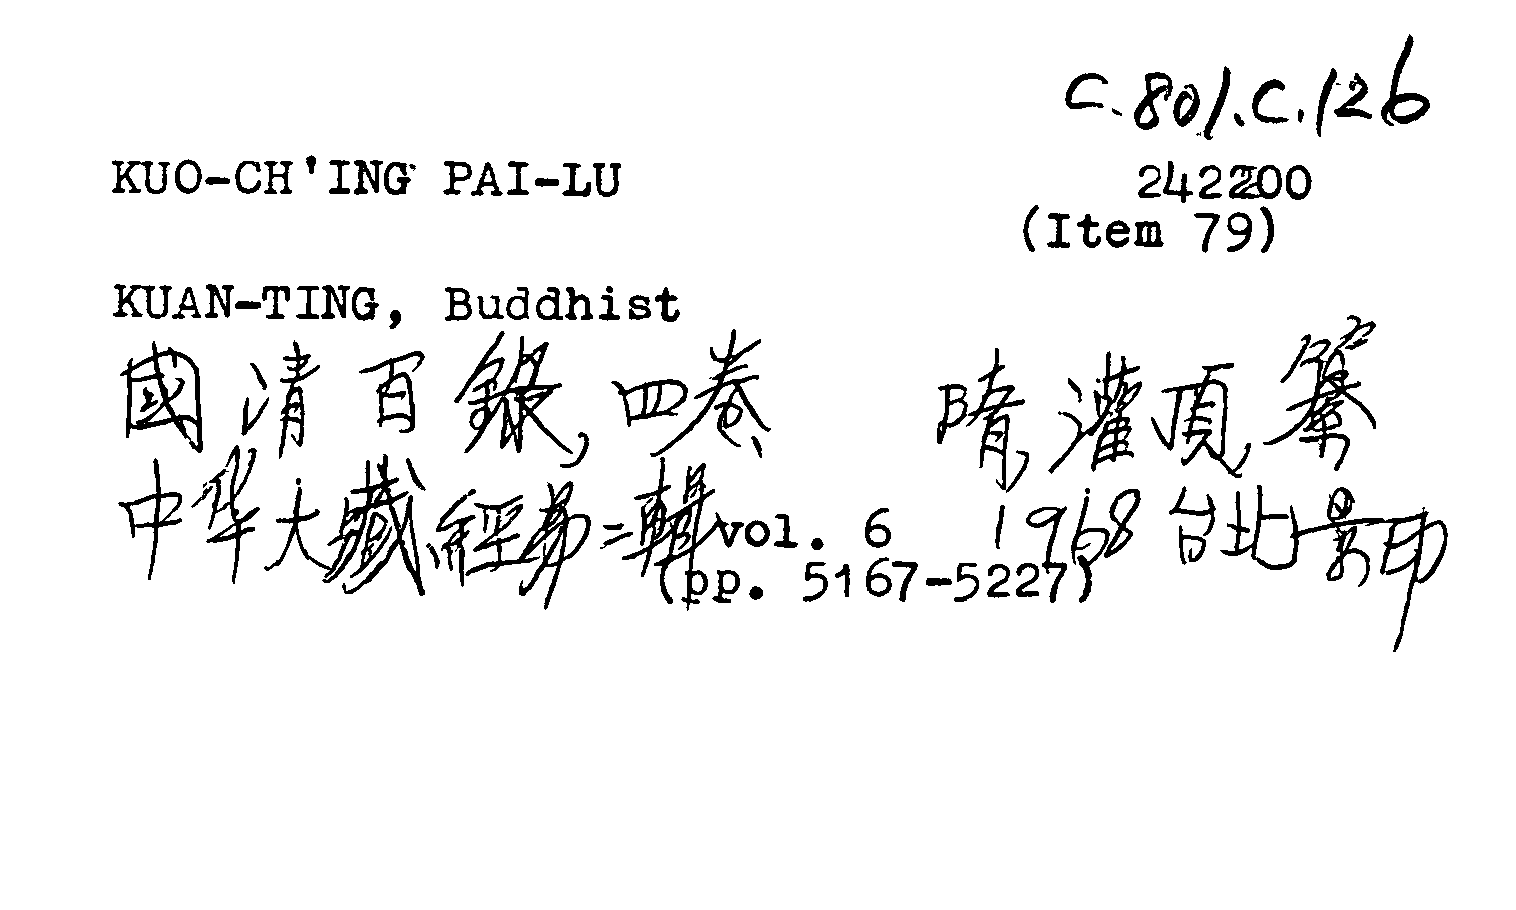 C.801.C.126
KUO-CH'ING PAI-LU 242200
(Item 79)
KUAN-TING, Buddhist
國清百錄, 四卷 隋灌頂, 纂
中华大藏經第二輯 vol. 6 1968 台北影印
(pp. 5167-5227)